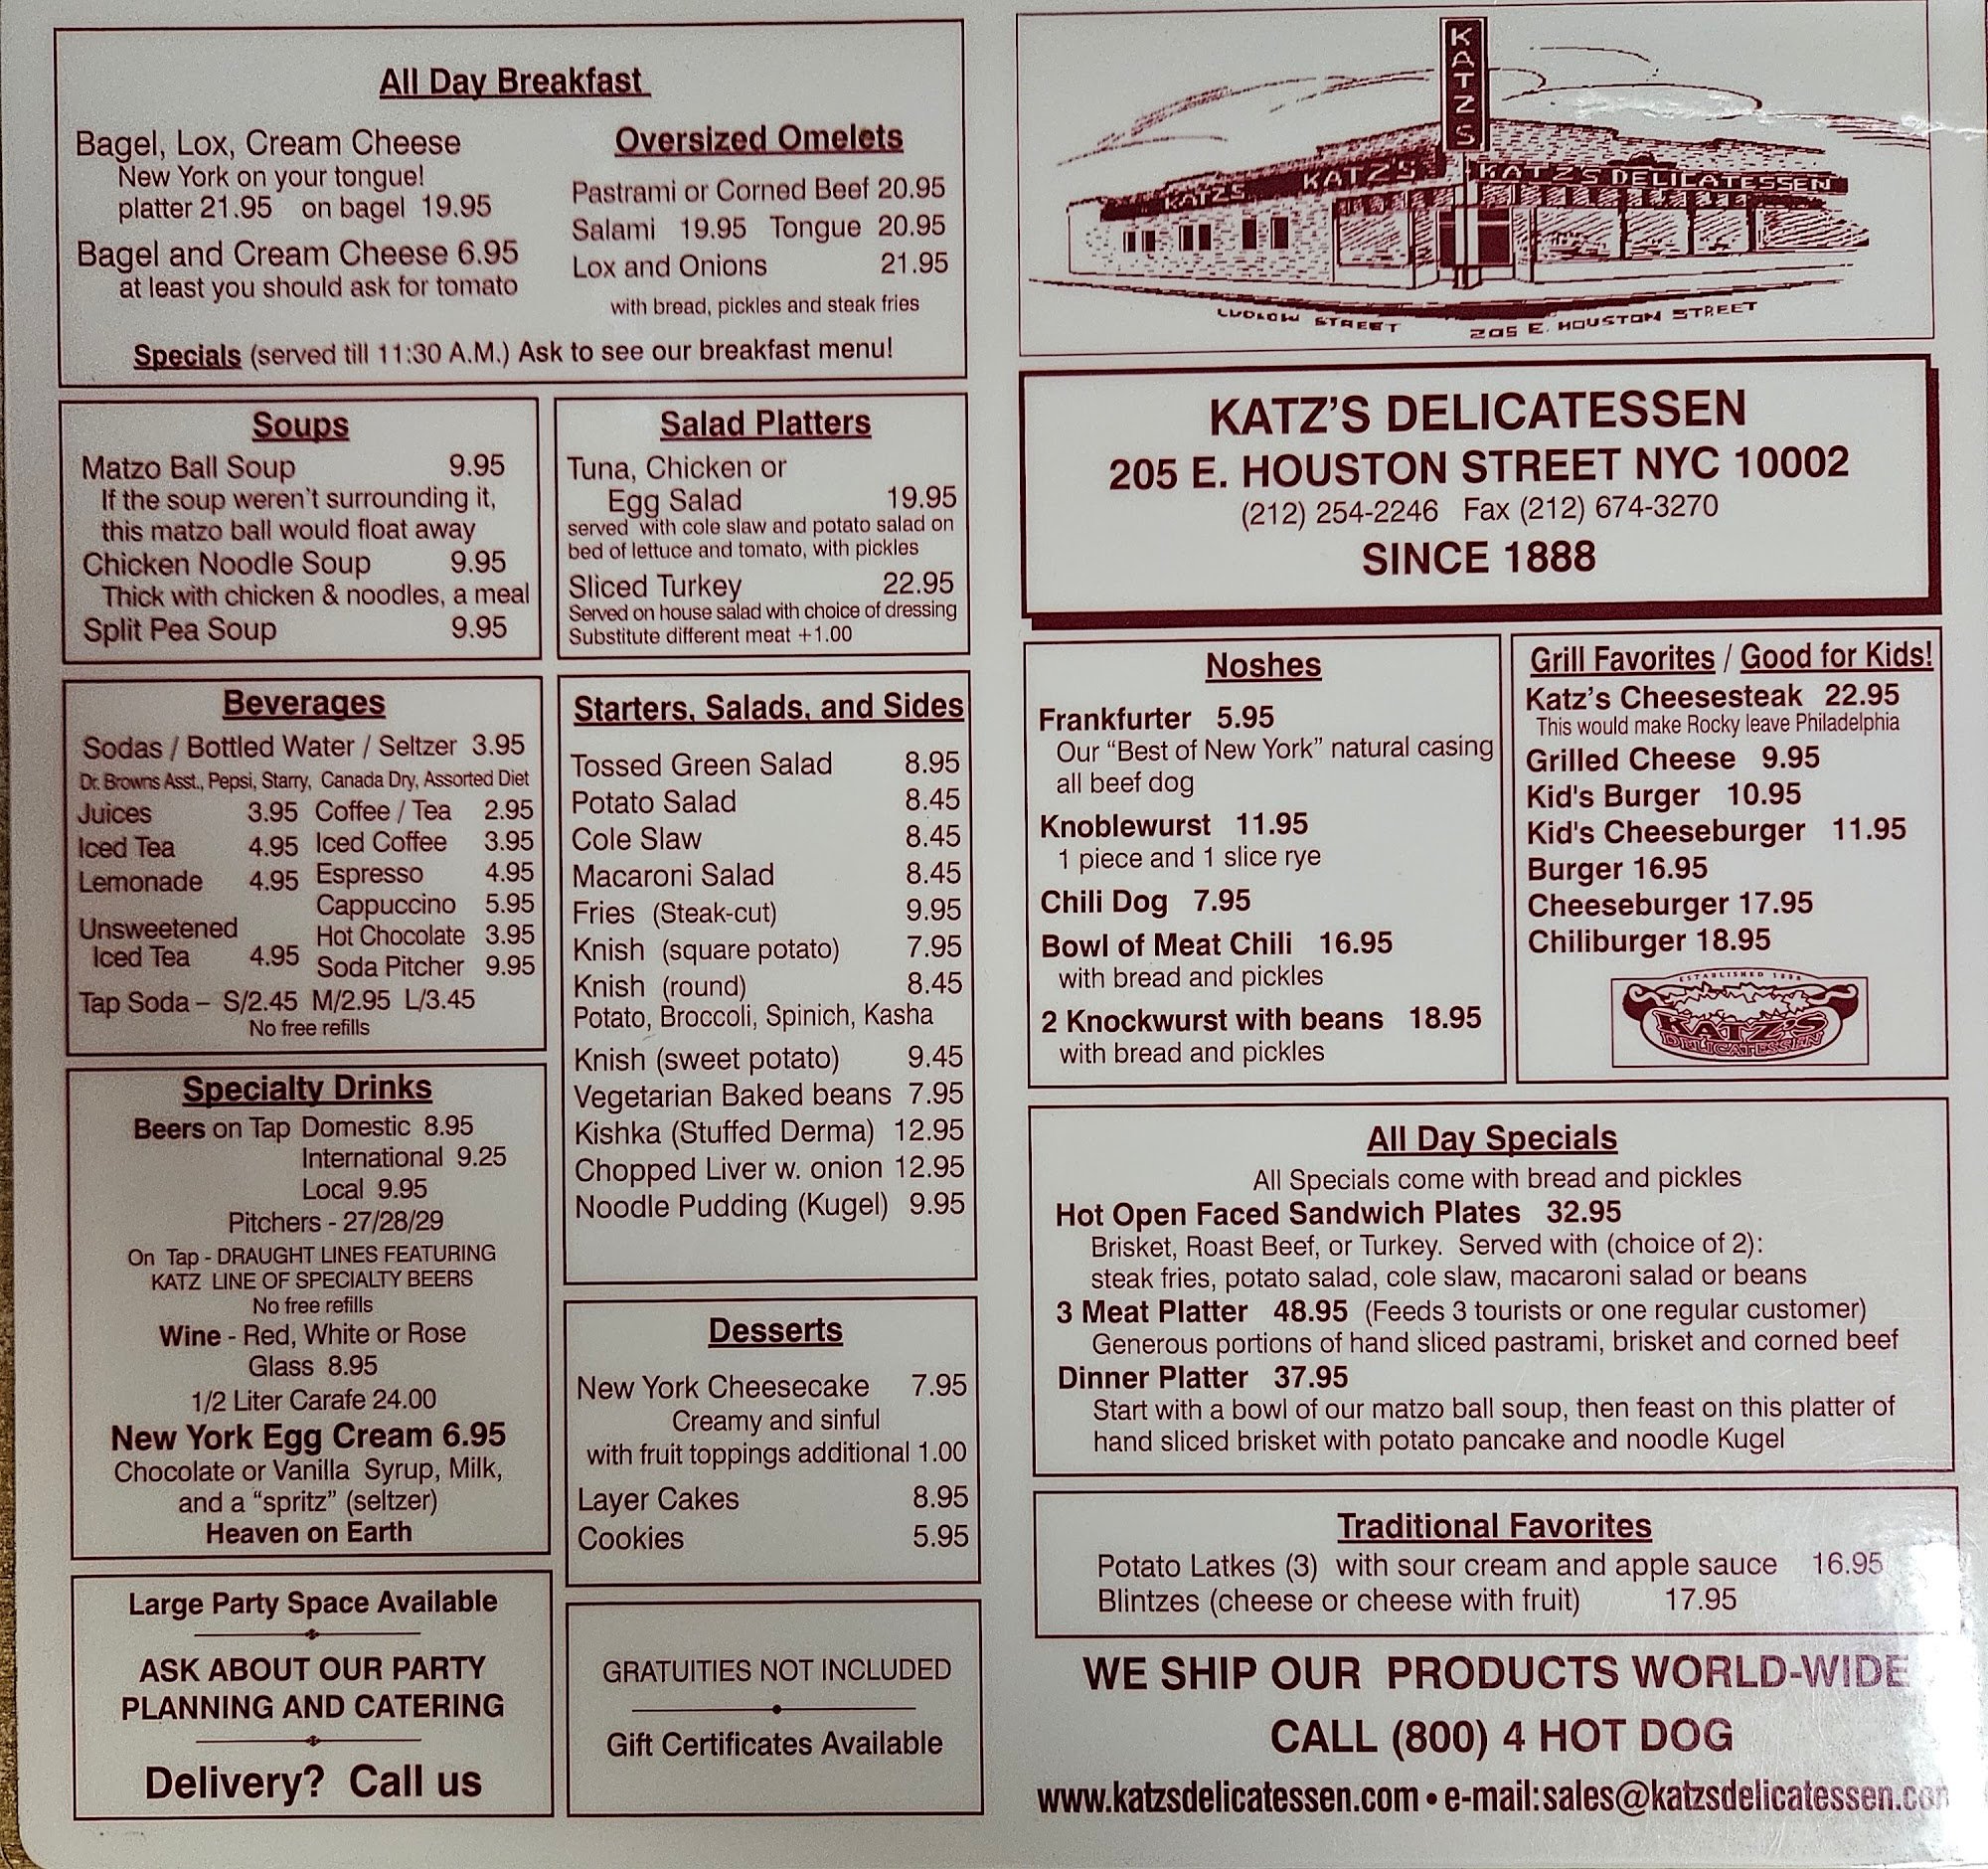 All Day Breakfast
Bagel, Lox, Cream Cheese
New York on your tongue!
platter 21.95 on bagel 19.95
Bagel and Cream Cheese 6.95
at least you should ask for tomato
Oversized Omelets
Pastrami or Corned Beef 20.95
Salami 19.95 Tongue 20.95
Lox and Onions 21.95
with bread, pickles and steak fries
Specials (served till 11:30 A.M.) Ask to see our breakfast menu!
Soups
Matzo Ball Soup 9.95
If the soup weren't surrounding it,
this matzo ball would float away
Chicken Noodle Soup 9.95
Thick with chicken & noodles, a meal
Split Pea Soup 9.95
Salad Platters
Tuna, Chicken or
Egg Salad 19.95
served with cole slaw and potato salad on
bed of lettuce and tomato, with pickles
Sliced Turkey 22.95
Served on house salad with choice of dressing
Substitute different meat +1.00
Beverages
Sodas / Bottled Water / Seltzer 3.95
Dr. Browns Asst., Pepsi, Starry, Canada Dry, Assorted Diet
Juices 3.95 Coffee / Tea 2.95
Iced Tea 4.95 Iced Coffee 3.95
Lemonade 4.95 Espresso 4.95
Cappuccino 5.95
Unsweetened
Hot Chocolate 3.95
Iced Tea 4.95
Soda Pitcher 9.95
Tap Soda – S/2.45 M/2.95 L/3.45
No free refills
Starters, Salads, and Sides
Tossed Green Salad 8.95
Potato Salad 8.45
Cole Slaw 8.45
Macaroni Salad 8.45
Fries (Steak-cut) 9.95
Knish (square potato) 7.95
Knish (round) 8.45
Potato, Broccoli, Spinich, Kasha
Knish (sweet potato) 9.45
Vegetarian Baked beans 7.95
Kishka (Stuffed Derma) 12.95
Chopped Liver w. onion 12.95
Noodle Pudding (Kugel) 9.95
Specialty Drinks
Beers on Tap Domestic 8.95
International 9.25
Local 9.95
Pitchers - 27/28/29
On Tap - DRAUGHT LINES FEATURING
KATZ LINE OF SPECIALTY BEERS
No free refills
Wine - Red, White or Rose
Glass 8.95
1/2 Liter Carafe 24.00
New York Egg Cream 6.95
Chocolate or Vanilla Syrup, Milk,
and a “spritz” (seltzer)
Heaven on Earth
Desserts
New York Cheesecake 7.95
Creamy and sinful
with fruit toppings additional 1.00
Layer Cakes 8.95
Cookies 5.95
Large Party Space Available
ASK ABOUT OUR PARTY
PLANNING AND CATERING
Delivery? Call us
GRATUITIES NOT INCLUDED
Gift Certificates Available
KATZS
KATZS KATZ'S KATZ'S DELICATESSEN
LUDLOW STREET 205 E. HOUSTON STREET
KATZ'S DELICATESSEN
205 E. HOUSTON STREET NYC 10002
(212) 254-2246 Fax (212) 674-3270
SINCE 1888
Noshes
Frankfurter 5.95
Our “Best of New York” natural casing
all beef dog
Knoblewurst 11.95
1 piece and 1 slice rye
Chili Dog 7.95
Bowl of Meat Chili 16.95
with bread and pickles
2 Knockwurst with beans 18.95
with bread and pickles
Grill Favorites / Good for Kids!
Katz's Cheesesteak 22.95
This would make Rocky leave Philadelphia
Grilled Cheese 9.95
Kid's Burger 10.95
Kid's Cheeseburger 11.95
Burger 16.95
Cheeseburger 17.95
Chiliburger 18.95
ESTABLISHED 1888
KATZ'S
DELICATESSEN
All Day Specials
All Specials come with bread and pickles
Hot Open Faced Sandwich Plates 32.95
Brisket, Roast Beef, or Turkey. Served with (choice of 2):
steak fries, potato salad, cole slaw, macaroni salad or beans
3 Meat Platter 48.95 (Feeds 3 tourists or one regular customer)
Generous portions of hand sliced pastrami, brisket and corned beef
Dinner Platter 37.95
Start with a bowl of our matzo ball soup, then feast on this platter of
hand sliced brisket with potato pancake and noodle Kugel
Traditional Favorites
Potato Latkes (3) with sour cream and apple sauce 16.95
Blintzes (cheese or cheese with fruit) 17.95
WE SHIP OUR PRODUCTS WORLD-WIDE
CALL (800) 4 HOT DOG
www.katzsdelicatessen.com • e-mail:sales@katzsdelicatessen.com